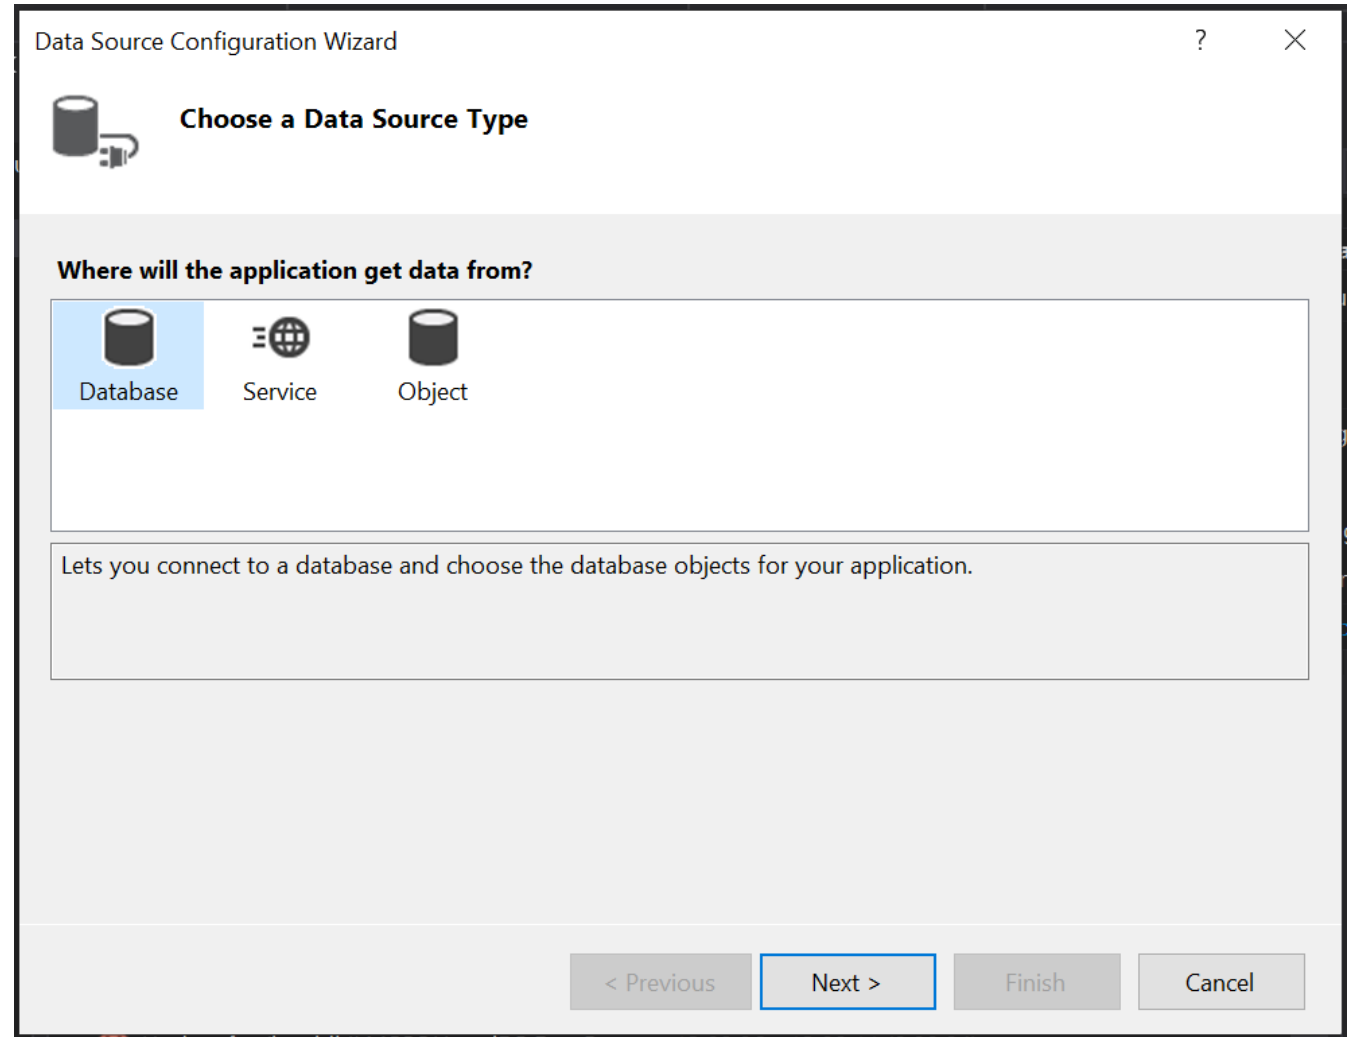 Data Source Configuration Wizard
?
Choose a Data Source Type
Where will the application get data from?
Database Service Object
Lets you connect to a database and choose the database objects for your application.
< Previous Next > Finish Cancel